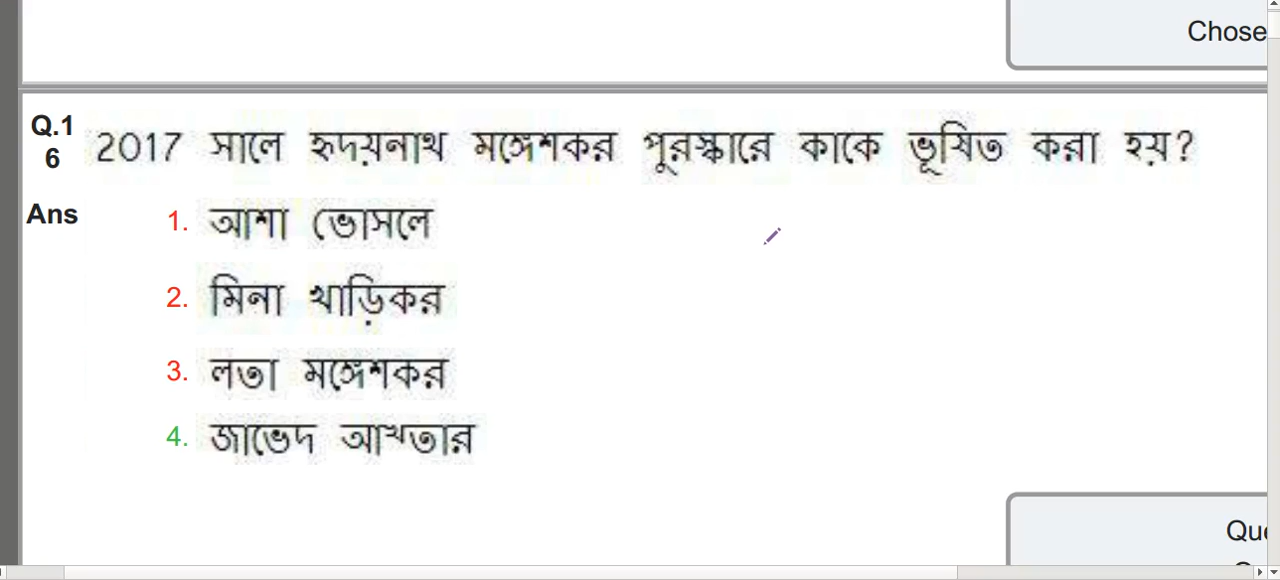 Chose
Q.1
6
2017 সালে হৃদয়নাথ মঙ্গেশকর পুরস্কারে কাকে ভূষিত করা হয়?
Ans
1. আশা ভোসলে
2. মিনা খাড়িকর
3. লতা মঙ্গেশকর
4. জাভেদ আখতার